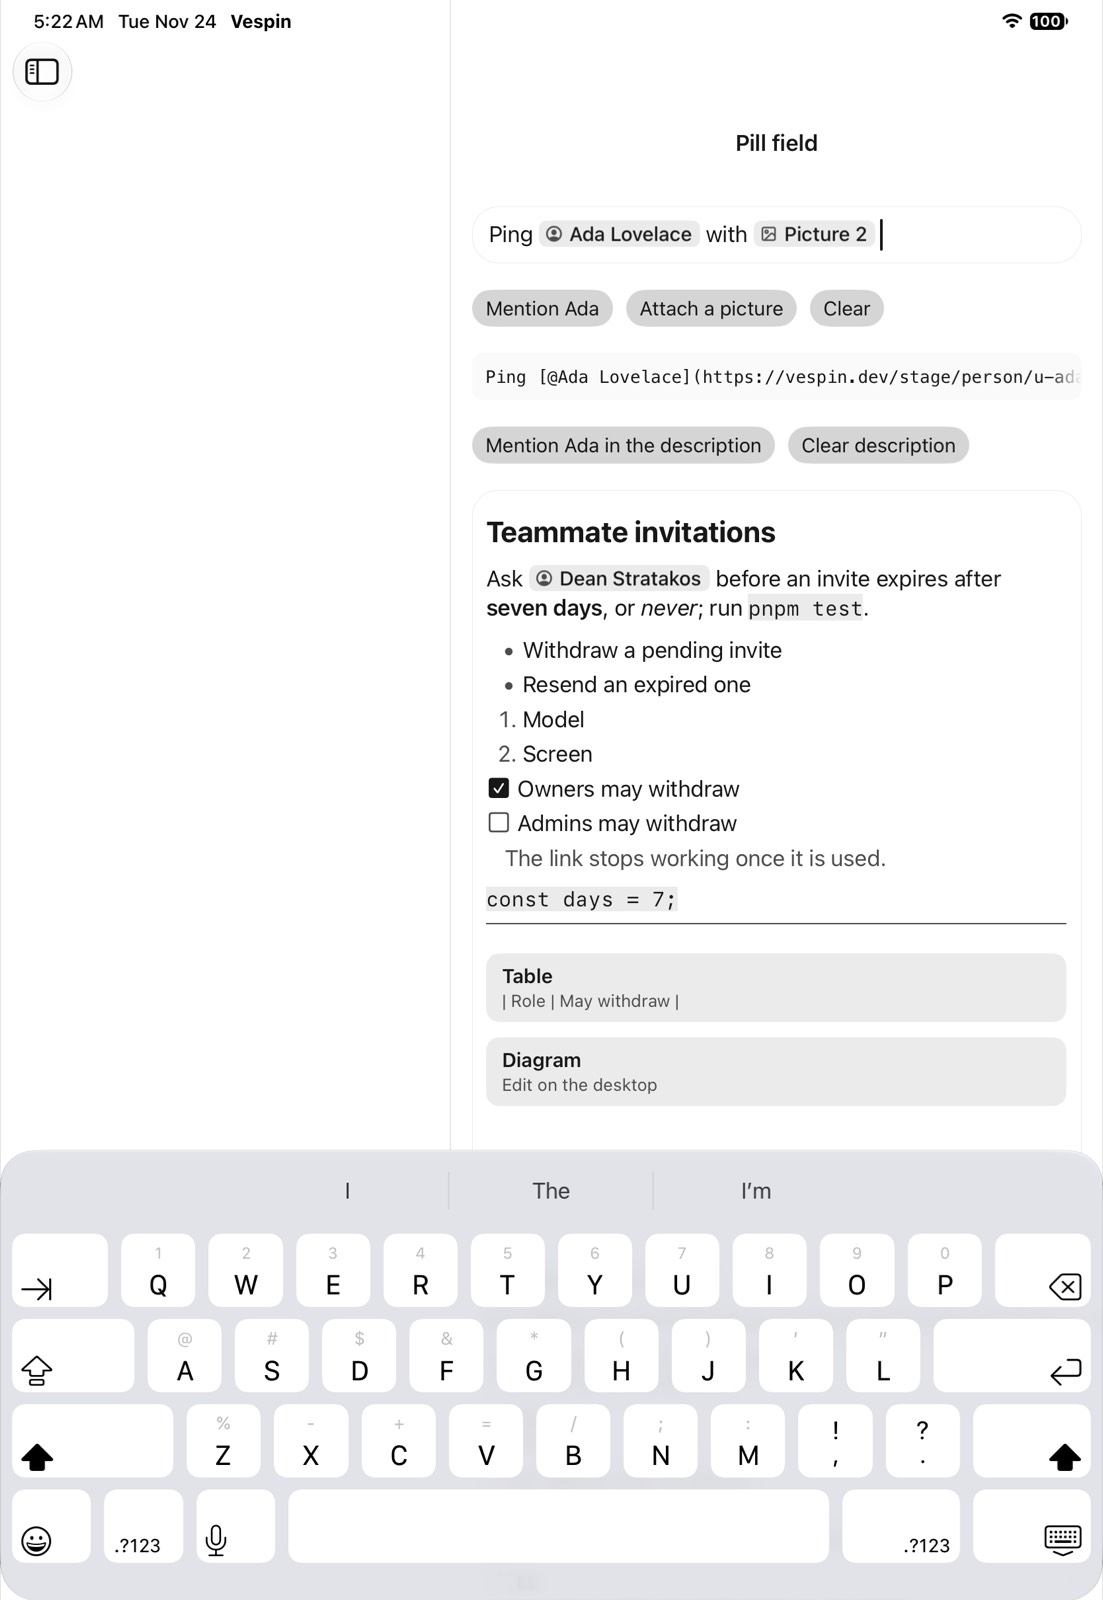 5:22 AM Tue Nov 24 Vespin 100
Pill field
Ping Ada Lovelace with Picture 2
Mention Ada Attach a picture Clear
Ping [@Ada Lovelace](https://vespin.dev/stage/person/u-ada
Mention Ada in the description Clear description
Teammate invitations
Ask Dean Stratakos before an invite expires after
seven days, or never; run pnpm test.
• Withdraw a pending invite
• Resend an expired one
1. Model
2. Screen
Owners may withdraw
Admins may withdraw
The link stops working once it is used.
const days = 7;
Table
| Role | May withdraw |
Diagram
Edit on the desktop
I The I’m
1 2 3 4 5 6 7 8 9 0
Q W E R T Y U I O P
@ # $ & * ( ) ' "
A S D F G H J K L
% - + = / ; : ! ?
Z X C V B N M , .
.?123 .?123